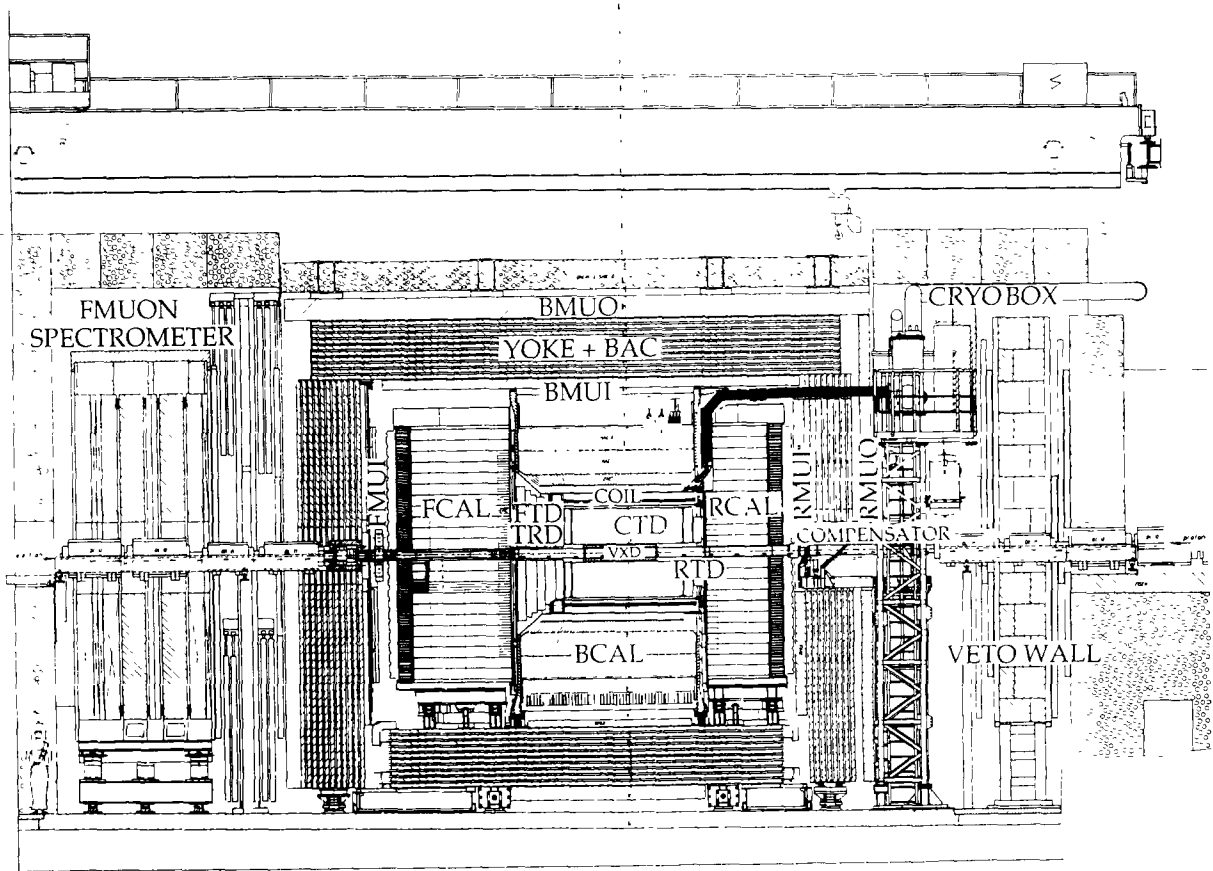 FMUON
SPECTROMETER
BMUO
CRYO BOX
YOKE + BAC
BMUI
FMUI
FCAL
FTD
TRD
COIL
CTD
VXD
RTD
RCAL
RMUI
RMUO
COMPENSATOR
BCAL
VETO WALL
proton